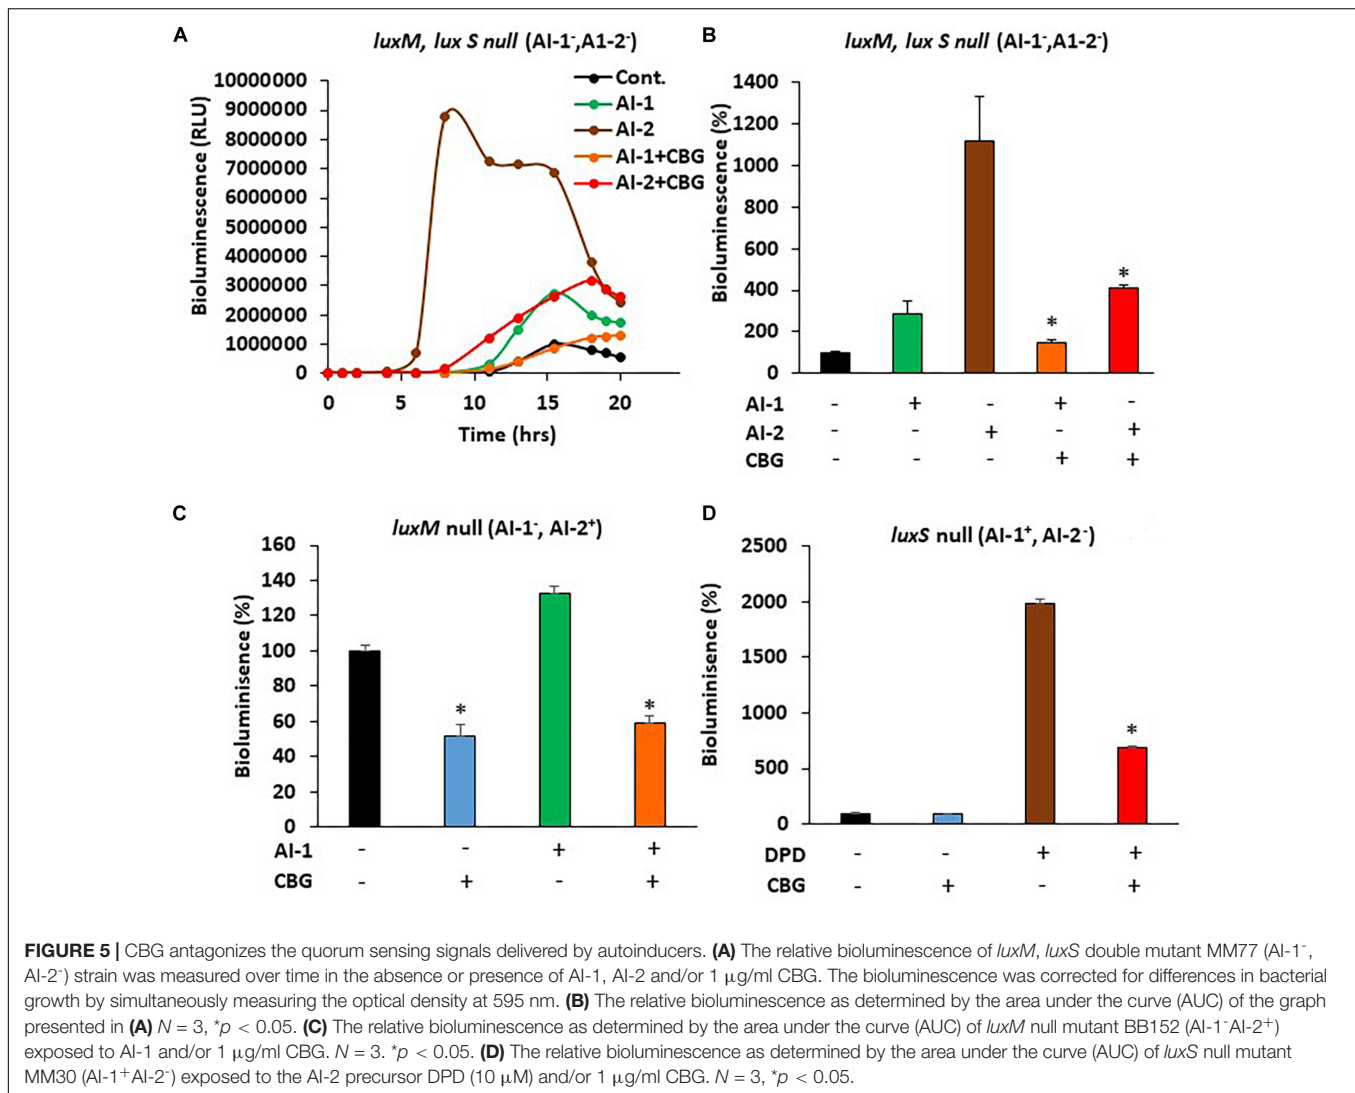 A
luxM, lux S null (AI-1-,A1-2-)
Bioluminescence (RLU)
10000000
9000000
8000000
7000000
6000000
5000000
4000000
3000000
2000000
1000000
0
Cont.
AI-1
AI-2
AI-1+CBG
AI-2+CBG
0 5 10 15 20
Time (hrs)
B
luxM, lux S null (AI-1-,A1-2-)
Bioluminescence (%)
1400
1200
1000
800
600
400
200
0
* *
AI-1 - + - + -
AI-2 - - + - +
CBG - - - + +
C
luxM null (AI-1-, AI-2+)
Bioluminisence (%)
160
140
120
100
80
60
40
20
0
* *
AI-1 - - + +
CBG - + - +
D
luxS null (AI-1+, AI-2-)
Bioluminescence (%)
2500
2000
1500
1000
500
0
*
DPD - - + +
CBG - + - +
FIGURE 5 | CBG antagonizes the quorum sensing signals delivered by autoinducers. (A) The relative bioluminescence of luxM, luxS double mutant MM77 (AI-1-,
AI-2-) strain was measured over time in the absence or presence of AI-1, AI-2 and/or 1 μg/ml CBG. The bioluminescence was corrected for differences in bacterial
growth by simultaneously measuring the optical density at 595 nm. (B) The relative bioluminescence as determined by the area under the curve (AUC) of the graph
presented in (A) N = 3, *p < 0.05. (C) The relative bioluminescence as determined by the area under the curve (AUC) of luxM null mutant BB152 (AI-1-AI-2+)
exposed to AI-1 and/or 1 μg/ml CBG. N = 3. *p < 0.05. (D) The relative bioluminescence as determined by the area under the curve (AUC) of luxS null mutant
MM30 (AI-1+AI-2-) exposed to the AI-2 precursor DPD (10 μM) and/or 1 μg/ml CBG. N = 3, *p < 0.05.